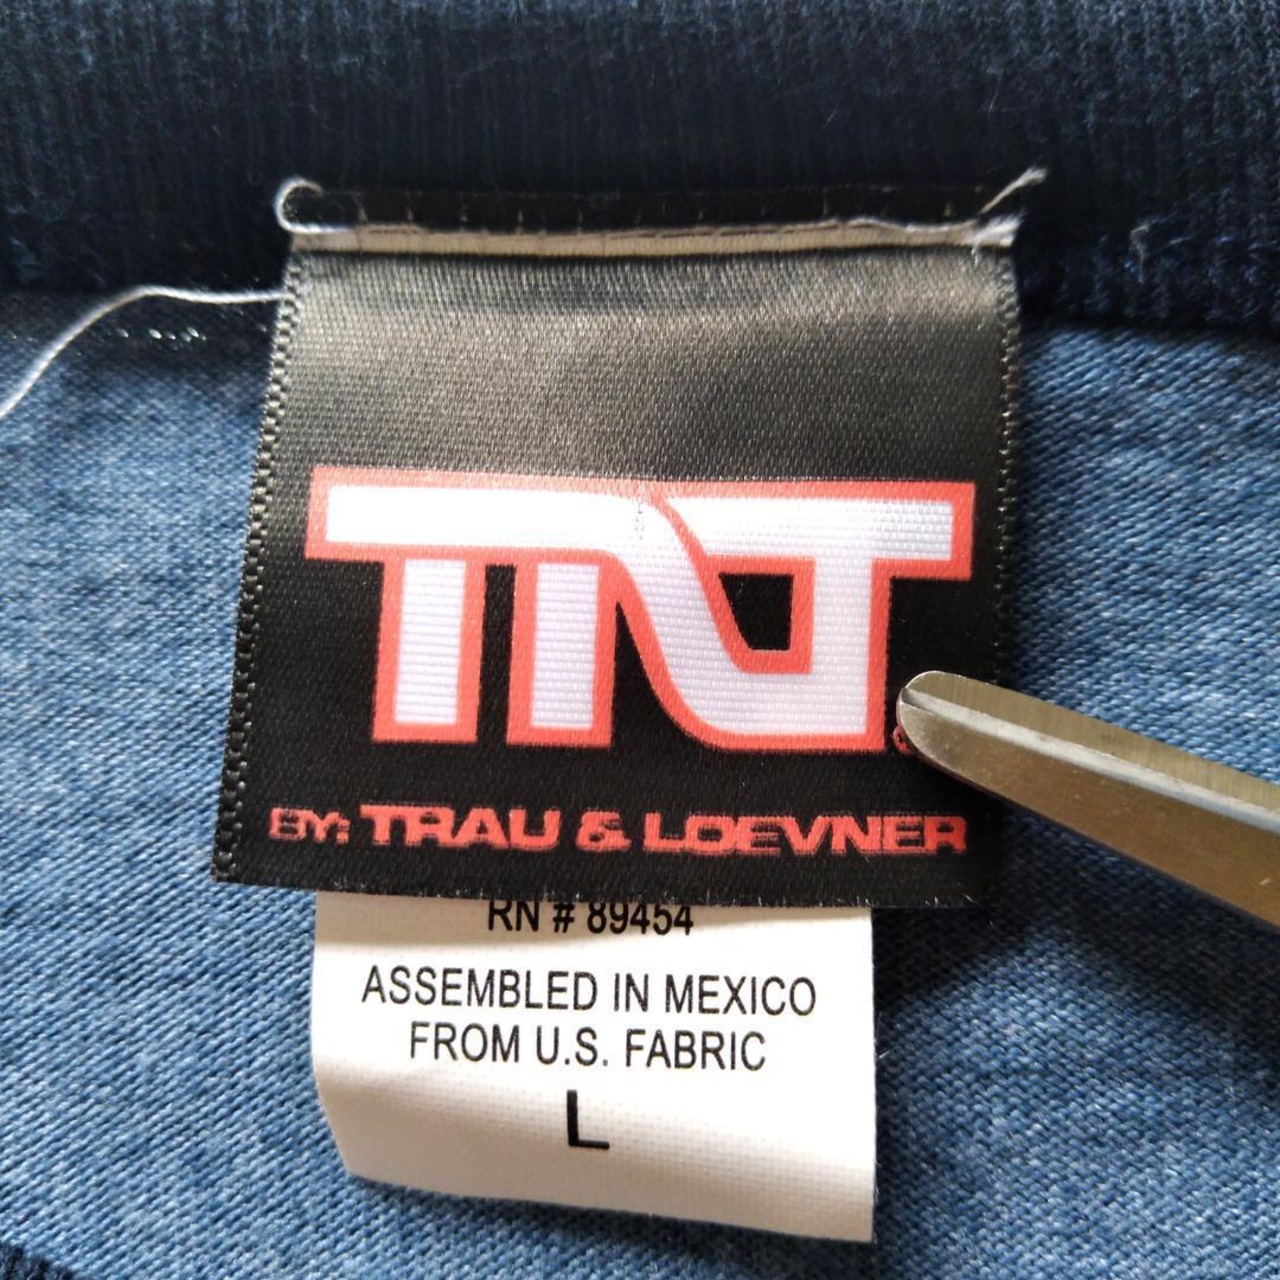 TNT
BY: TRAU & LOEVNER
RN # 89454
ASSEMBLED IN MEXICO
FROM U.S. FABRIC
L